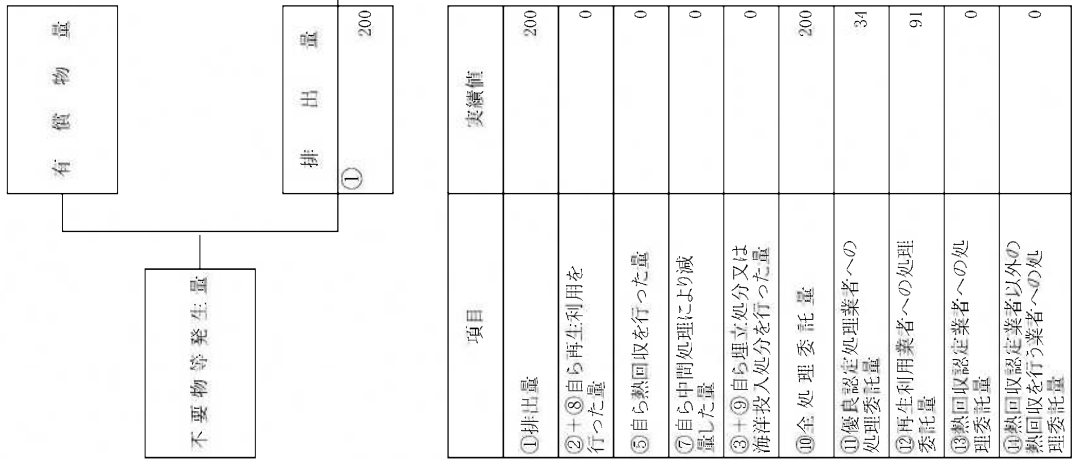 有 償 物 量
不要物等発生量
排 出 量
①
200
項目 実績値
①排出量 200
②+⑧自ら再生利用を
行った量 0
⑤自ら熱回収を行った量 0
⑦自ら中間処理により減
量した量 0
③+⑨自ら埋立処分又は
海洋投入処分を行った量 0
⑩全 処 理 委 託 量 200
⑪優良認定処理業者への
処理委託量 34
⑫再生利用業者への処理
委託量 91
⑬熱回収認定業者への処
理委託量 0
⑭熱回収認定業者以外の
熱回収を行う業者への処
理委託量 0